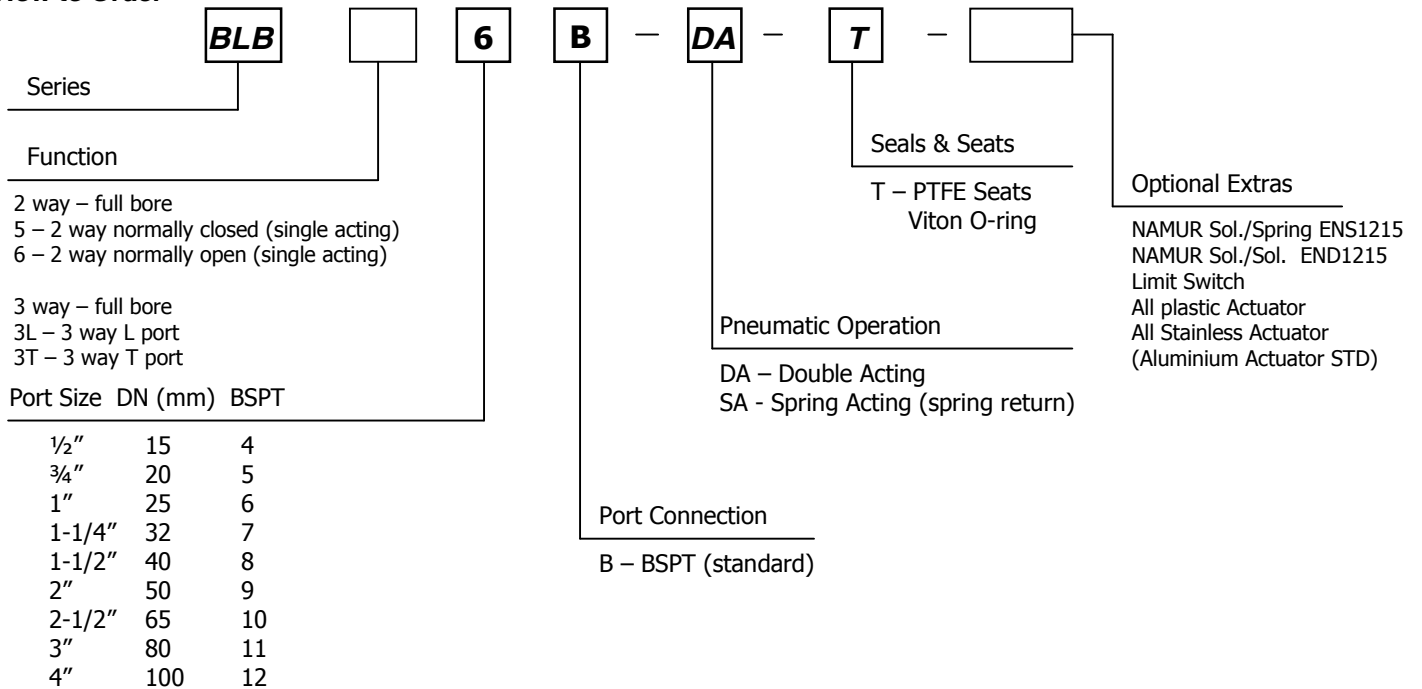 BLB 6 B – DA – T –
Series
Function
2 way – full bore
5 – 2 way normally closed (single acting)
6 – 2 way normally open (single acting)
3 way – full bore
3L – 3 way L port
3T – 3 way T port
Port Size DN (mm) BSPT
½" 15 4
¾" 20 5
1" 25 6
1-1/4" 32 7
1-1/2" 40 8
2" 50 9
2-1/2" 65 10
3" 80 11
4" 100 12
Port Connection
B – BSPT (standard)
Pneumatic Operation
DA – Double Acting
SA - Spring Acting (spring return)
Seals & Seats
T – PTFE Seats
Viton O-ring
Optional Extras
NAMUR Sol./Spring ENS1215
NAMUR Sol./Sol. END1215
Limit Switch
All plastic Actuator
All Stainless Actuator
(Aluminium Actuator STD)